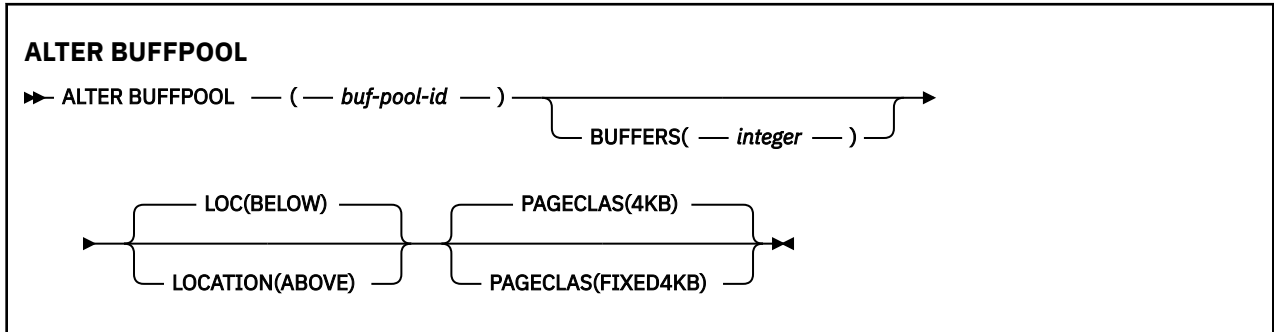 ALTER BUFFPOOL
ALTER BUFFPOOL ( buf-pool-id )
BUFFERS( integer )
LOC(BELOW) PAGECLAS(4KB)
LOCATION(ABOVE) PAGECLAS(FIXED4KB)